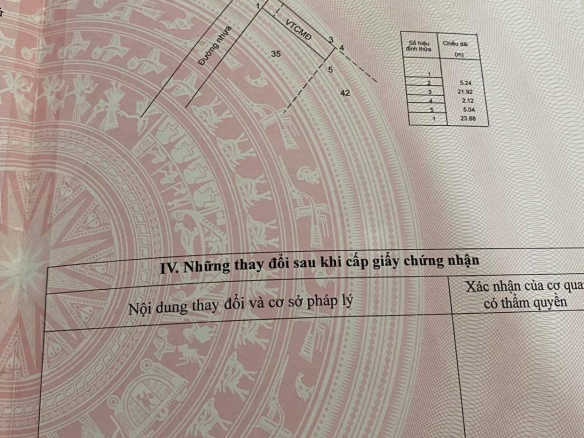 1
VTCMĐ
3
4
Đường nhựa
35
5
42
Số hiệu đỉnh thửa Chiều dài (m)
1
2 5.24
3 21.92
4 2.12
5 5.04
1 23.88
IV. Những thay đổi sau khi cấp giấy chứng nhận
Nội dung thay đổi và cơ sở pháp lý
Xác nhận của cơ qua
có thẩm quyền